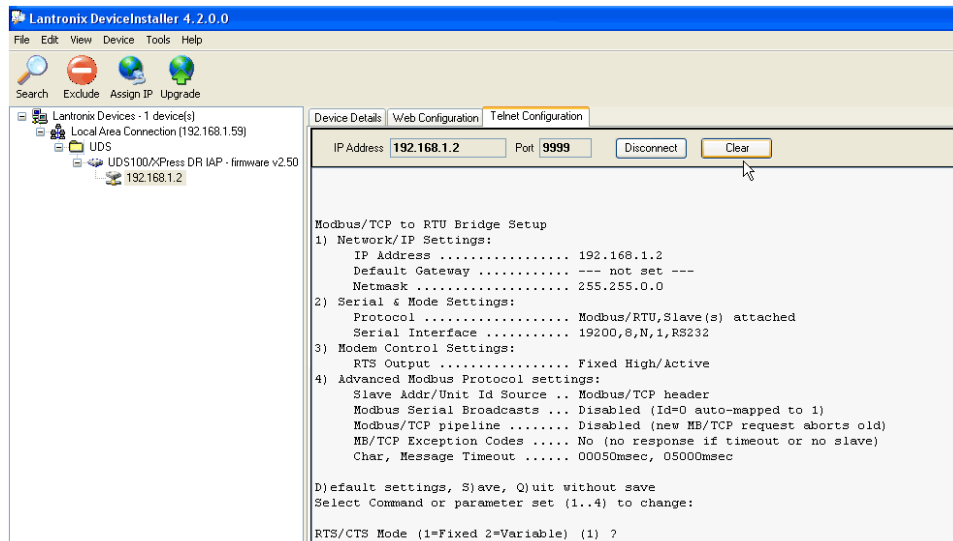 Lantronix DeviceInstaller 4.2.0.0
File Edit View Device Tools Help
Search Exclude Assign IP Upgrade
Lantronix Devices - 1 device(s)
Local Area Connection (192.168.1.59)
UDS
UDS100/XPress DR IAP - firmware v2.50
192.168.1.2
Device Details Web Configuration Telnet Configuration
IP Address 192.168.1.2 Port 9999 Disconnect Clear
Modbus/TCP to RTU Bridge Setup
1) Network/IP Settings:
IP Address ................. 192.168.1.2
Default Gateway ............ --- not set ---
Netmask .................... 255.255.0.0
2) Serial & Mode Settings:
Protocol ................... Modbus/RTU,Slave(s) attached
Serial Interface ........... 19200,8,N,1,RS232
3) Modem Control Settings:
RTS Output ................. Fixed High/Active
4) Advanced Modbus Protocol settings:
Slave Addr/Unit Id Source .. Modbus/TCP header
Modbus Serial Broadcasts ... Disabled (Id=0 auto-mapped to 1)
Modbus/TCP pipeline ........ Disabled (new MB/TCP request aborts old)
MB/TCP Exception Codes ..... No (no response if timeout or no slave)
Char, Message Timeout ...... 00050msec, 05000msec
D)efault settings, S)ave, Q)uit without save
Select Command or parameter set (1..4) to change:
RTS/CTS Mode (1=Fixed 2=Variable) (1) ?